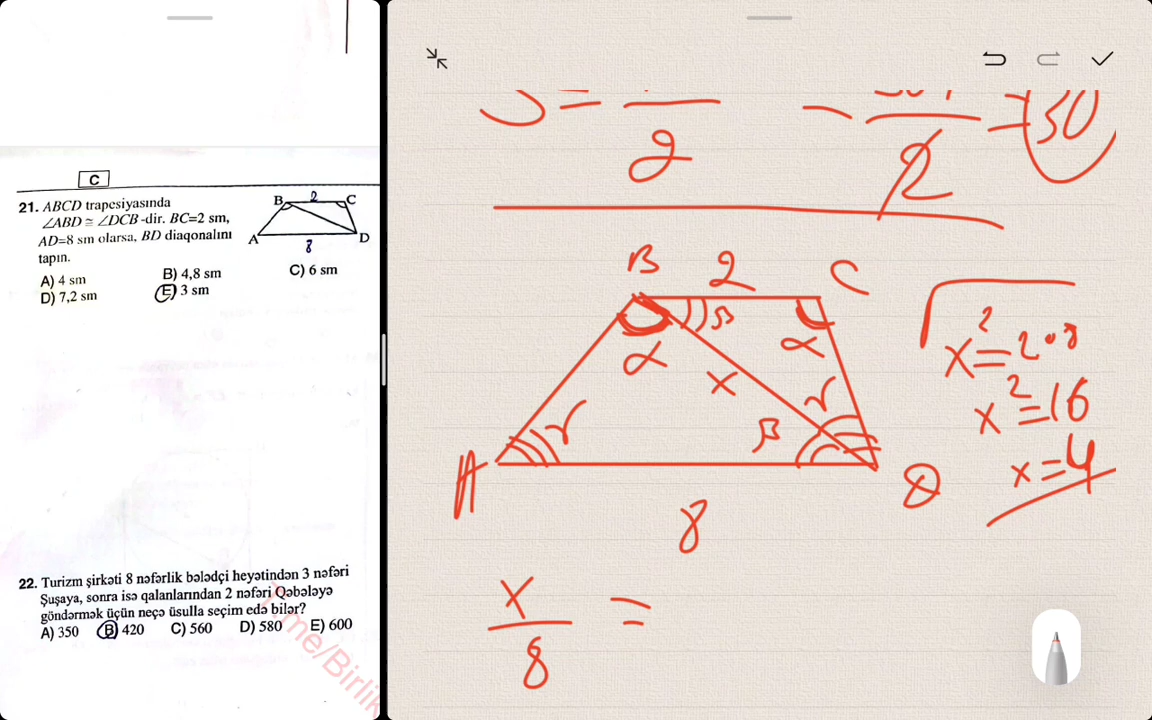 C
21. ABCD trapesiyasında
∠ABD ≅ ∠DCB -dir. BC=2 sm,
AD=8 sm olarsa, BD diaqonalını
tapın.
A) 4 sm B) 4,8 sm C) 6 sm
D) 7,2 sm E) 3 sm
B 2 C
A D
8
22. Turizm şirkəti 8 nəfərlik bələdçi heyətindən 3 nəfəri
Şuşaya, sonra isə qalanlarından 2 nəfəri Qəbələyə
göndərmək üçün neçə üsulla seçim edə bilər?
A) 350 B) 420 C) 560 D) 580 E) 600
2 2
B 2 C
β
α α
x γ
γ β
A D
8
x² = 2·8
x² = 16
x = 4
x/8 =